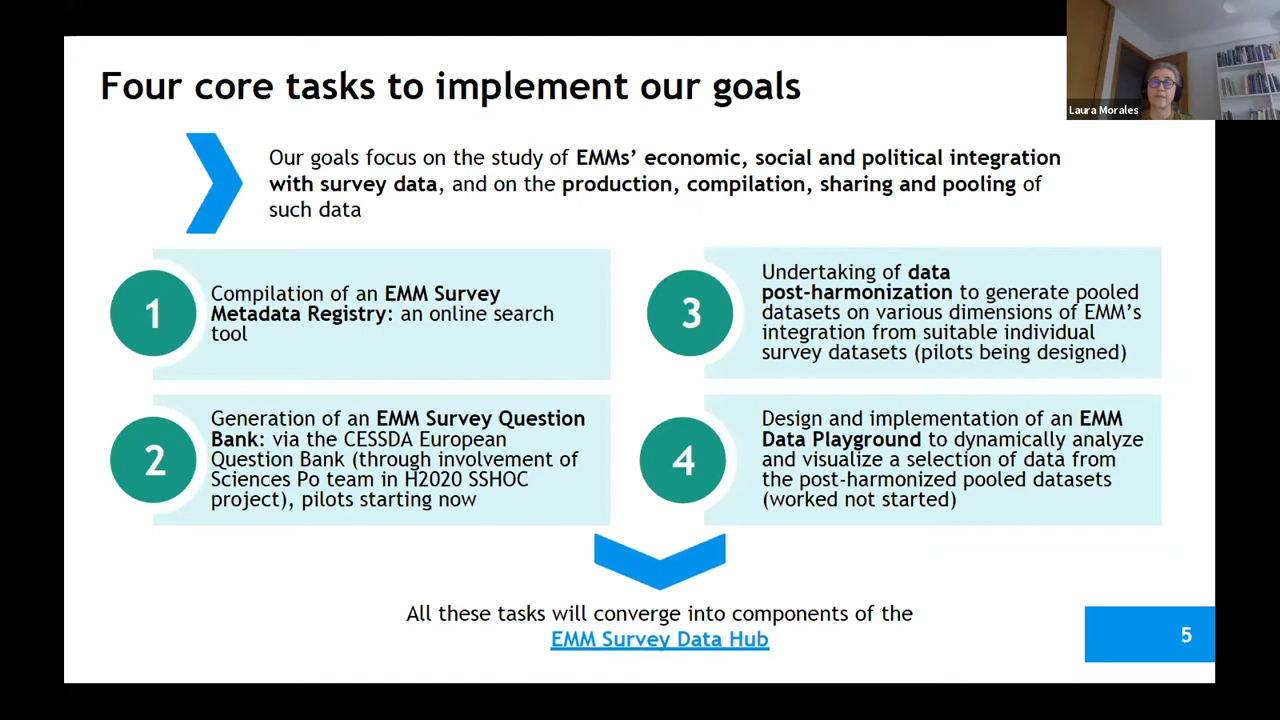 Four core tasks to implement our goals
Laura Morales
Our goals focus on the study of EMMs' economic, social and political integration
with survey data, and on the production, compilation, sharing and pooling of
such data
1
Compilation of an EMM Survey
Metadata Registry: an online search
tool
2
Generation of an EMM Survey Question
Bank: via the CESSDA European
Question Bank (through involvement of
Sciences Po team in H2020 SSHOC
project), pilots starting now
3
Undertaking of data
post-harmonization to generate pooled
datasets on various dimensions of EMM's
integration from suitable individual
survey datasets (pilots being designed)
4
Design and implementation of an EMM
Data Playground to dynamically analyze
and visualize a selection of data from
the post-harmonized pooled datasets
(worked not started)
All these tasks will converge into components of the
EMM Survey Data Hub
5